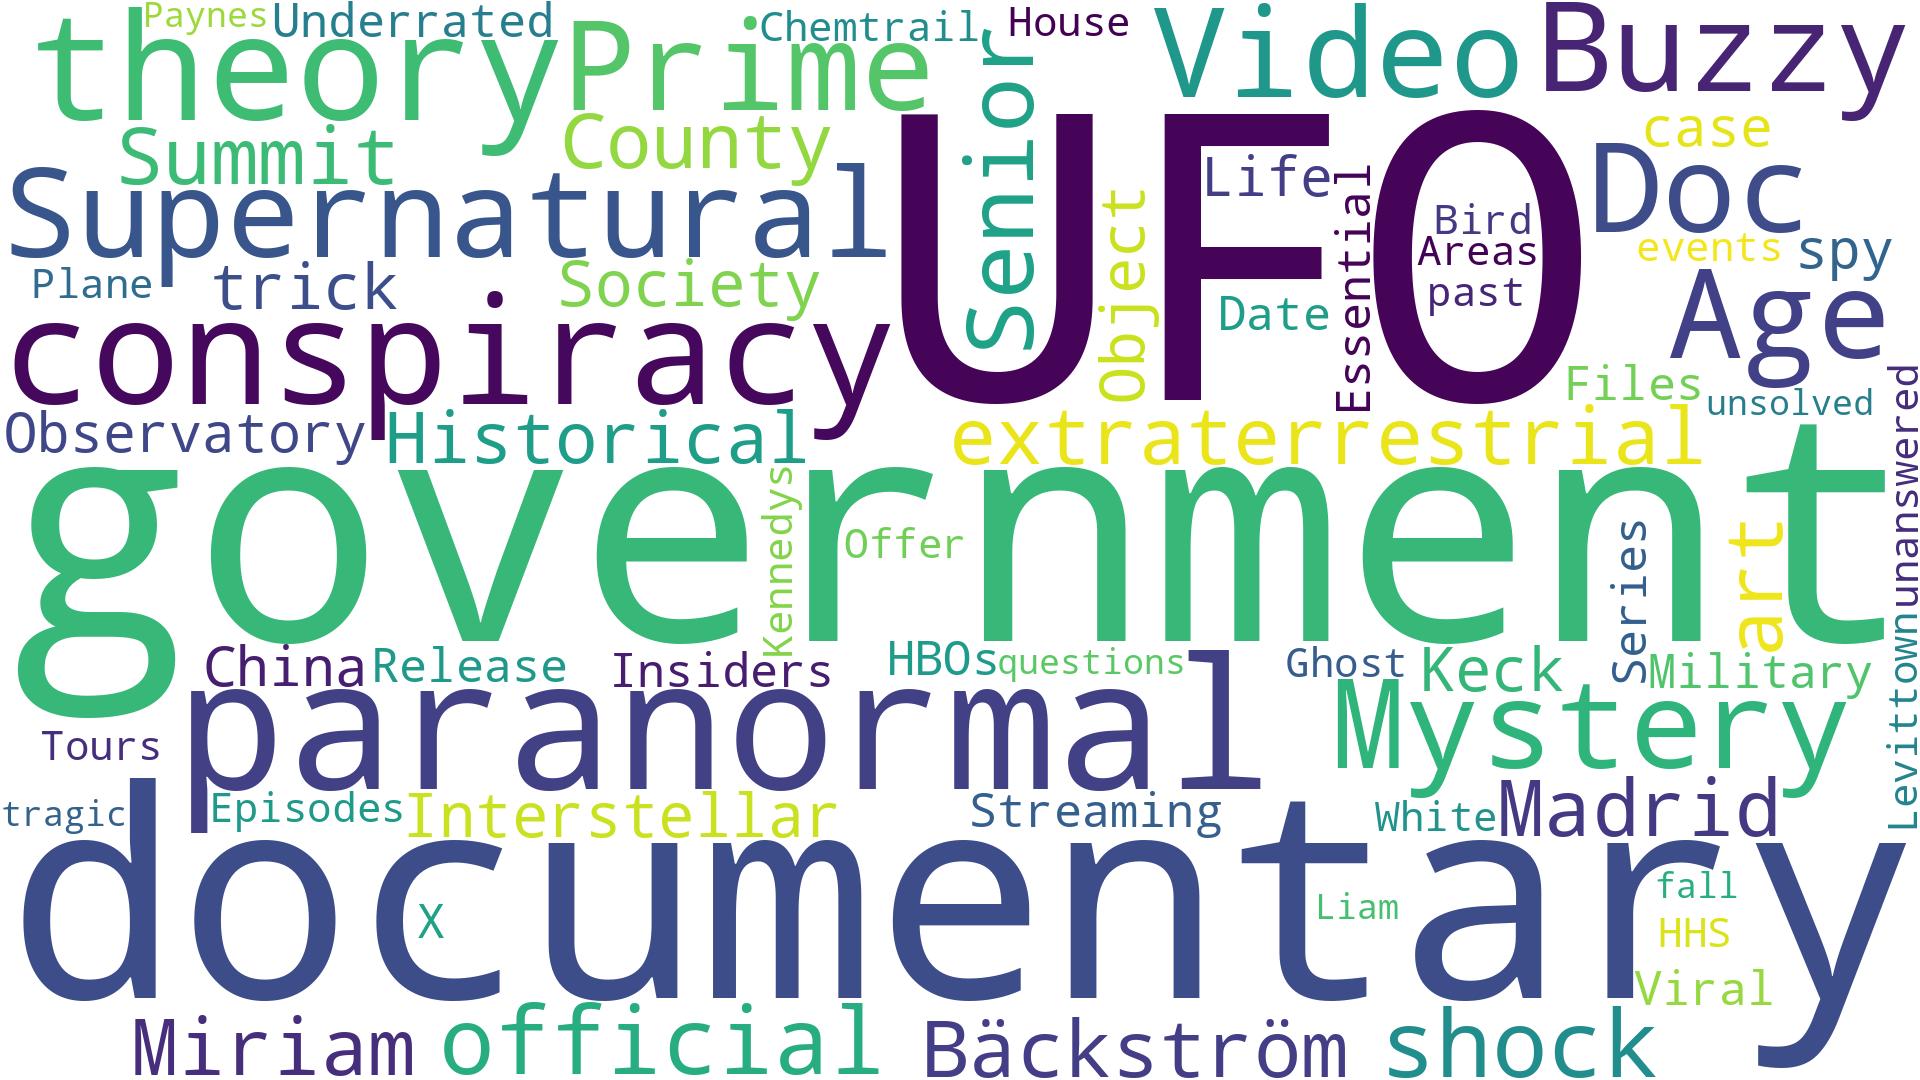 Paynes
Underrated
Chemtrail
House
theory
Prime
Video
Buzzy
Senior
Summit
County
case
Supernatural
UFO
Life
Doc
Object
Essential
Bird
Areas
past
events
spy
Plane
trick
Society
Date
Age
conspiracy
Files
unsolved
Observatory
Historical
extraterrestrial
unanswered
government
Kennedys
Offer
Series
art
China
Release
Insiders
HBOs
questions
Ghost
Keck
Military
paranormal
Mystery
Levittown
Tours
tragic
Episodes
Interstellar
Streaming
White
Madrid
documentary
X
Liam
fall
HHS
Viral
Miriam
official
Bäckström
shock